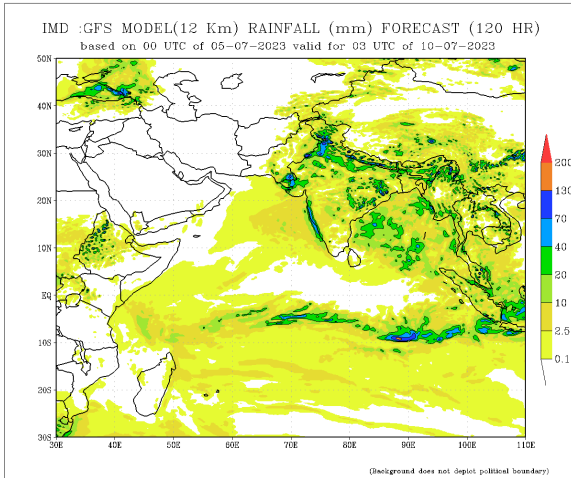 IMD :GFS MODEL(12 Km) RAINFALL (mm) FORECAST (120 HR)
based on 00 UTC of 05-07-2023 valid for 03 UTC of 10-07-2023
50N
40N
30N
20N
10N
EQ
10S
20S
30S
30E 40E 50E 60E 70E 80E 90E 100E 110E
200
130
70
40
20
10
2.5
0.1
(Background does not depict political boundary)